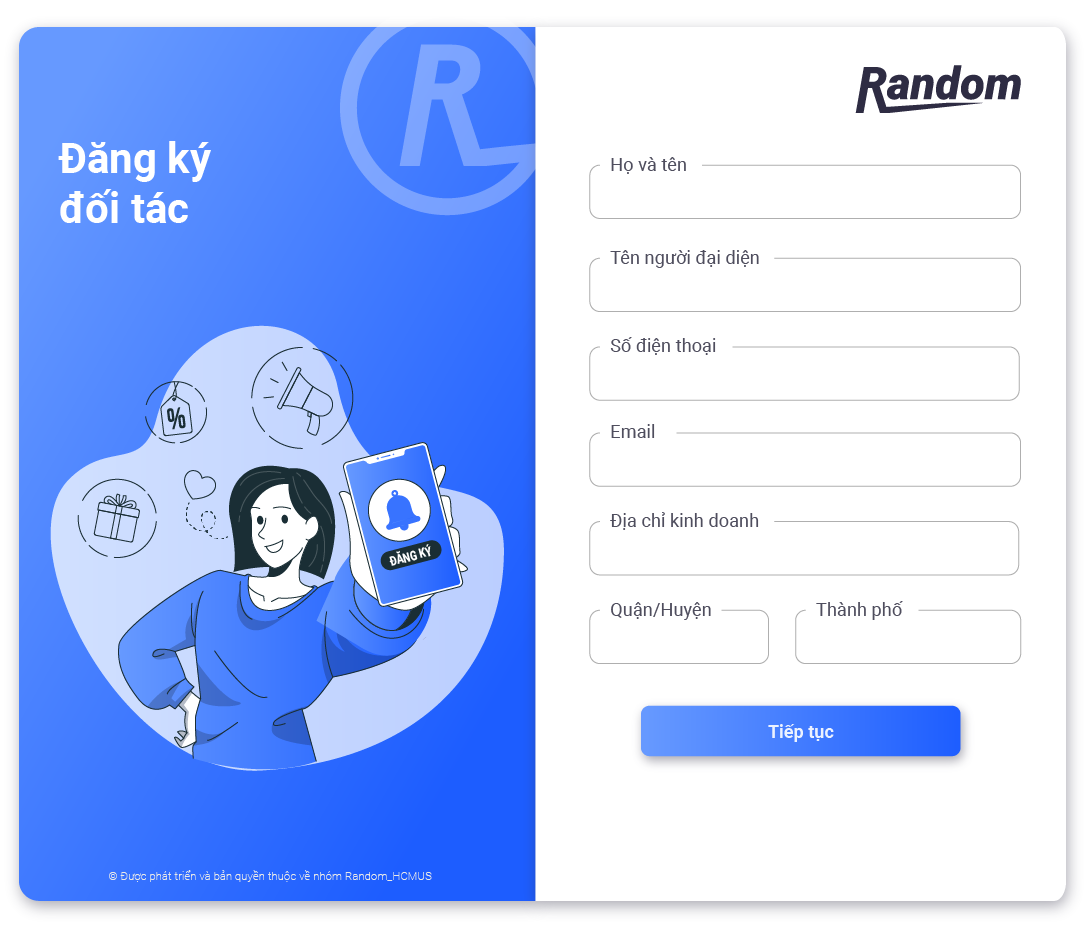 R
Đăng ký
đối tác
%
ĐĂNG KÝ
© Được phát triển và bản quyền thuộc về nhóm Random_HCMUS
Random
Họ và tên
Tên người đại diện
Số điện thoại
Email
Địa chỉ kinh doanh
Quận/Huyện Thành phố
Tiếp tục